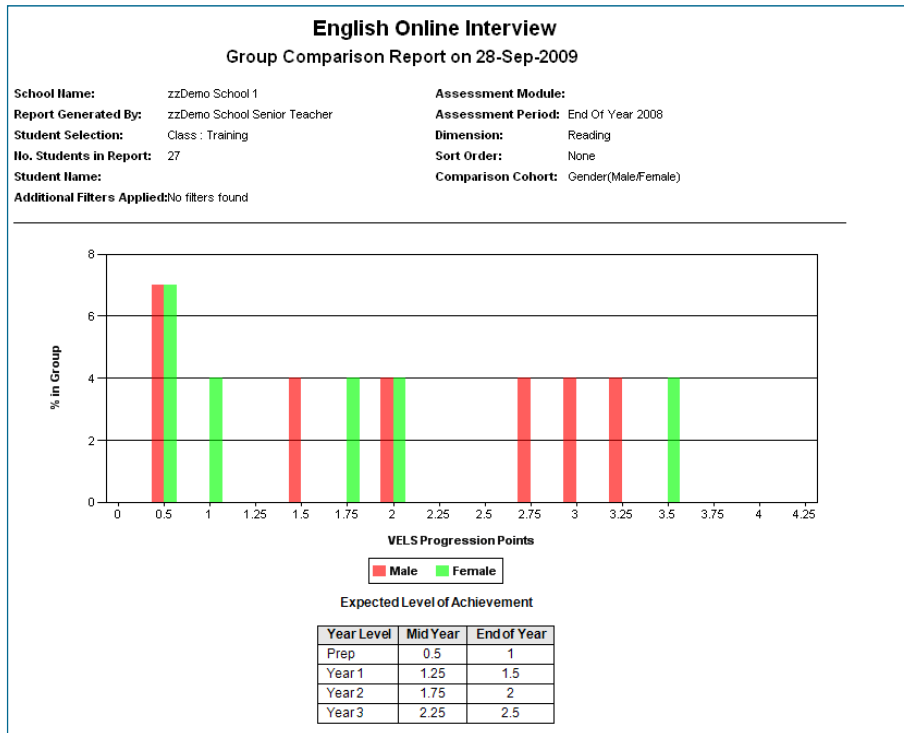 English Online Interview
Group Comparison Report on 28-Sep-2009
School Name: zzDemo School 1 Assessment Module:
Report Generated By: zzDemo School Senior Teacher Assessment Period: End Of Year 2008
Student Selection: Class : Training Dimension: Reading
No. Students in Report: 27 Sort Order: None
Student Name: Comparison Cohort: Gender(Male/Female)
Additional Filters Applied:No filters found
8
6
4
2
0
% in Group
0 0.5 1 1.25 1.5 1.75 2 2.25 2.5 2.75 3 3.25 3.5 3.75 4 4.25
VELS Progression Points
Male Female
Expected Level of Achievement
Year Level Mid Year End of Year
Prep 0.5 1
Year 1 1.25 1.5
Year 2 1.75 2
Year 3 2.25 2.5